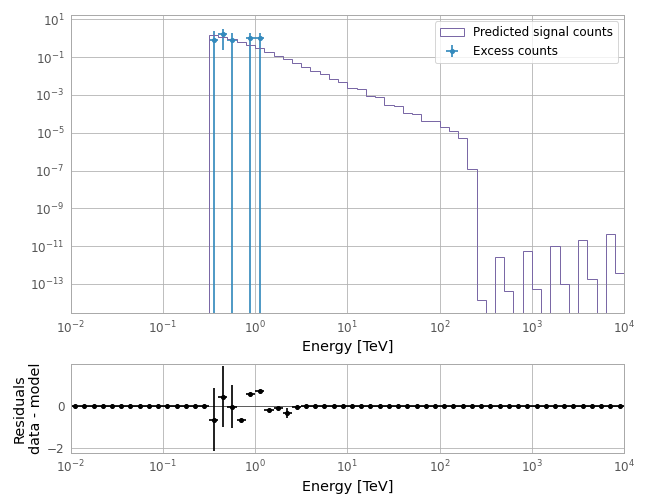 10^1
10^-1
10^-3
10^-5
10^-7
10^-9
10^-11
10^-13
Predicted signal counts
Excess counts
10^-2 10^-1 10^0 10^1 10^2 10^3 10^4
Energy [TeV]
Residuals
data - model
0
−2
10^-2 10^-1 10^0 10^1 10^2 10^3 10^4
Energy [TeV]